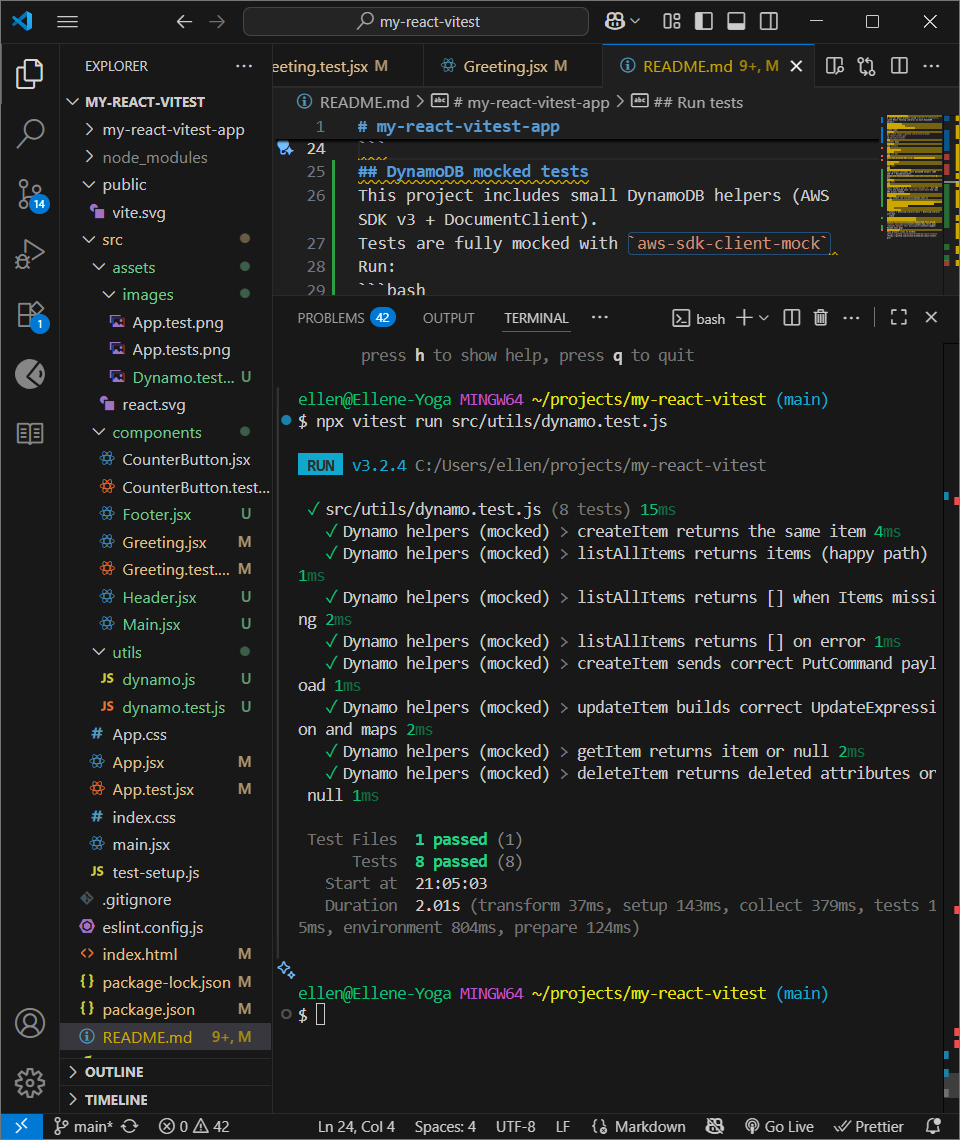 my-react-vitest
EXPLORER
MY-REACT-VITEST
my-react-vitest-app
node_modules
public
vite.svg
src
assets
images
App.test.png
App.tests.png
Dynamo.test... U
react.svg
components
CounterButton.jsx
CounterButton.test...
Footer.jsx U
Greeting.jsx M
Greeting.test.... M
Header.jsx U
Main.jsx U
utils
JS dynamo.js U
JS dynamo.test.js U
# App.css
App.jsx M
App.test.jsx M
# index.css
main.jsx
JS test-setup.js
.gitignore
eslint.config.js
<> index.html M
{} package-lock.json M
{} package.json M
README.md 9+, M
OUTLINE
TIMELINE
14
1
eeting.test.jsx M
Greeting.jsx M
README.md 9+, M
README.md > # my-react-vitest-app > ## Run tests
1 # my-react-vitest-app
24 ```
25 ## DynamoDB mocked tests
26 This project includes small DynamoDB helpers (AWS
SDK v3 + DocumentClient).
27 Tests are fully mocked with `aws-sdk-client-mock`
28 Run:
29 ```bash
PROBLEMS 42 OUTPUT TERMINAL ... bash
press h to show help, press q to quit
ellen@Ellene-Yoga MINGW64 ~/projects/my-react-vitest (main)
$ npx vitest run src/utils/dynamo.test.js
RUN v3.2.4 C:/Users/ellen/projects/my-react-vitest
✓ src/utils/dynamo.test.js (8 tests) 15ms
✓ Dynamo helpers (mocked) > createItem returns the same item 4ms
✓ Dynamo helpers (mocked) > listAllItems returns items (happy path)
1ms
✓ Dynamo helpers (mocked) > listAllItems returns [] when Items missi
ng 2ms
✓ Dynamo helpers (mocked) > listAllItems returns [] on error 1ms
✓ Dynamo helpers (mocked) > createItem sends correct PutCommand payl
oad 1ms
✓ Dynamo helpers (mocked) > updateItem builds correct UpdateExpressi
on and maps 2ms
✓ Dynamo helpers (mocked) > getItem returns item or null 2ms
✓ Dynamo helpers (mocked) > deleteItem returns deleted attributes or
null 1ms
Test Files 1 passed (1)
Tests 8 passed (8)
Start at 21:05:03
Duration 2.01s (transform 37ms, setup 143ms, collect 379ms, tests 1
5ms, environment 804ms, prepare 124ms)
ellen@Ellene-Yoga MINGW64 ~/projects/my-react-vitest (main)
$
main* 0 42 Ln 24, Col 4 Spaces: 4 UTF-8 LF {} Markdown Go Live Prettier